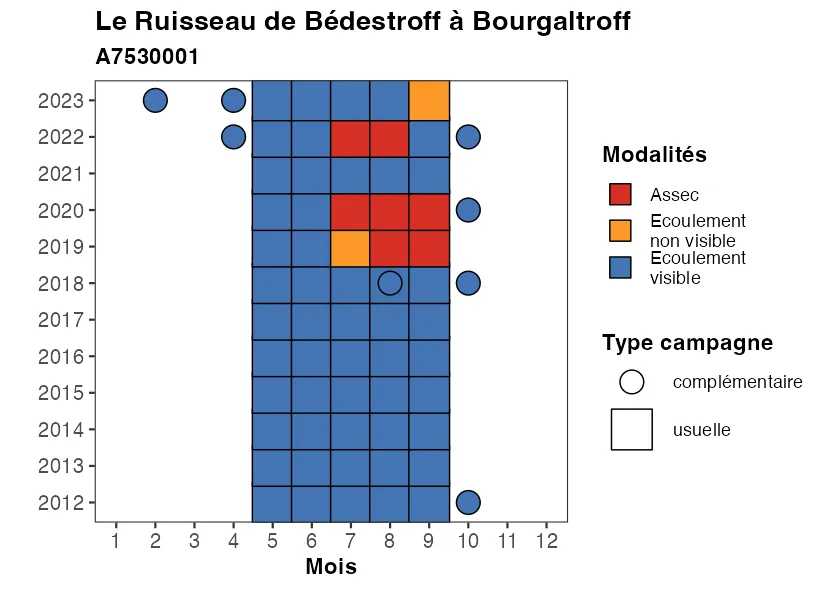 Le Ruisseau de Bédestroff à Bourgaltroff
A7530001
2023
2022
2021
2020
2019
2018
2017
2016
2015
2014
2013
2012
1 2 3 4 5 6 7 8 9 10 11 12
Mois
Modalités
Assec
Ecoulement
non visible
Ecoulement
visible
Type campagne
complémentaire
usuelle